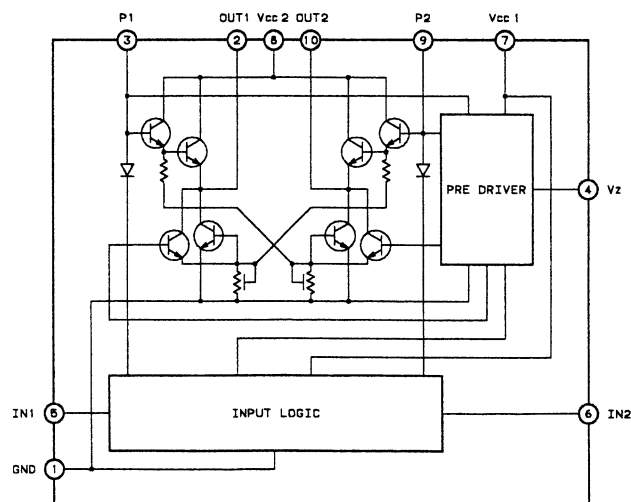 P1 OUT1 Vcc 2 OUT2 P2 Vcc 1
3 2 8 10 9 7
PRE DRIVER
4 Vz
IN1 5
INPUT LOGIC
6 IN2
GND 1